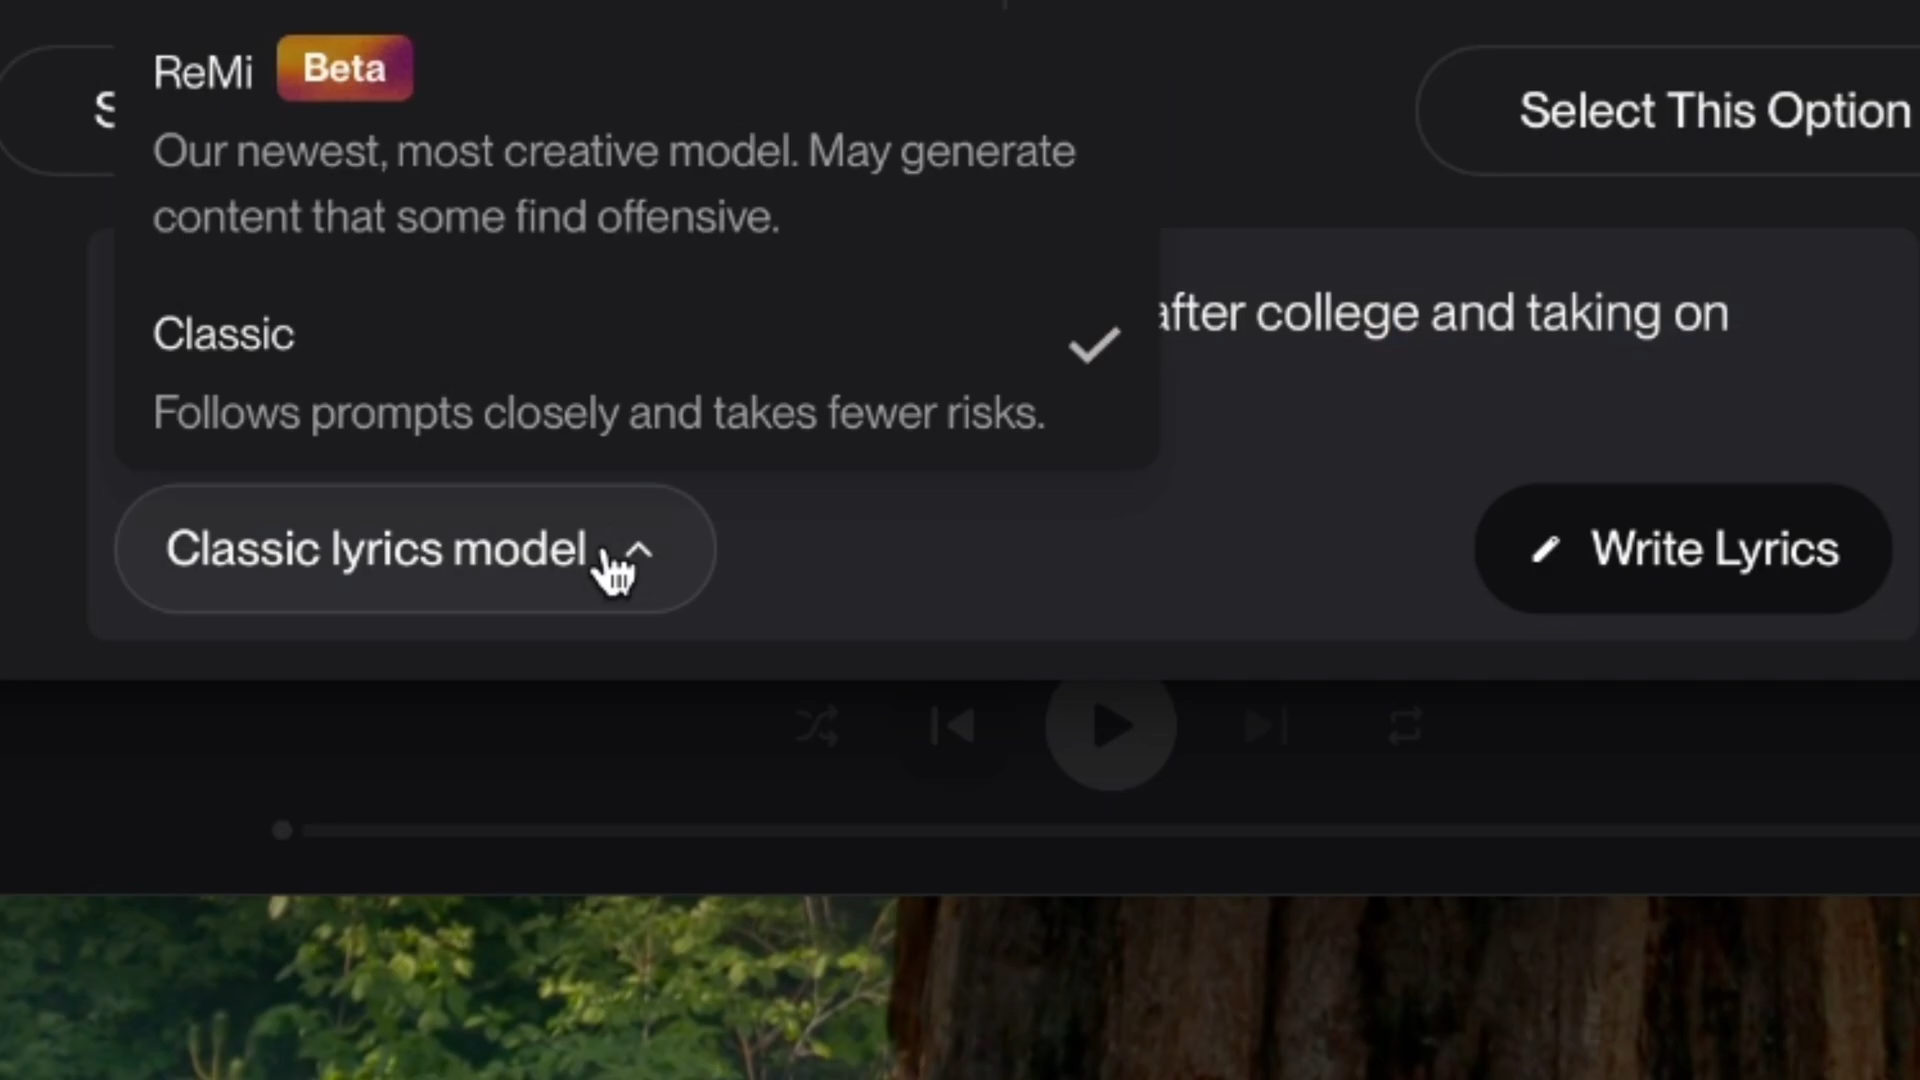 ReMi Beta
Our newest, most creative model. May generate
content that some find offensive.
Select This Option
Classic
Follows prompts closely and takes fewer risks.
after college and taking on
Classic lyrics model
Write Lyrics